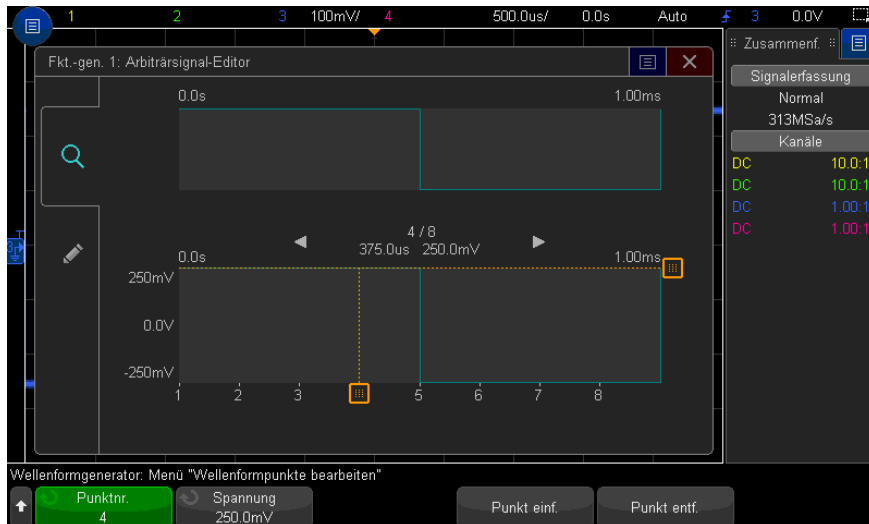 1 2 3 100mV/ 4 500.0us/ 0.0s Auto 3 0.0V
Zusammenf.
Fkt.-gen. 1: Arbiträrsignal-Editor
Signalerfassung
Normal
313MSa/s
Kanäle
DC 10.0:1
DC 10.0:1
DC 1.00:1
DC 1.00:1
0.0s 1.00ms
4 / 8
375.0us 250.0mV
0.0s 1.00ms
250mV
0.0V
-250mV
1 2 3 5 6 7 8
3
Wellenformgenerator: Menü "Wellenformpunkte bearbeiten"
Punktnr.
4
Spannung
250.0mV
Punkt einf.
Punkt entf.